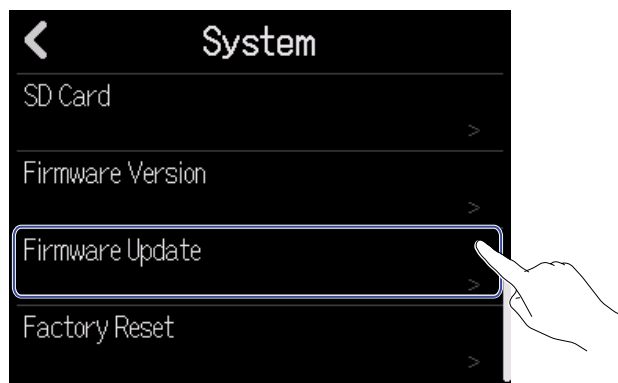 System
SD Card
>
Firmware Version
>
Firmware Update
>
Factory Reset
>